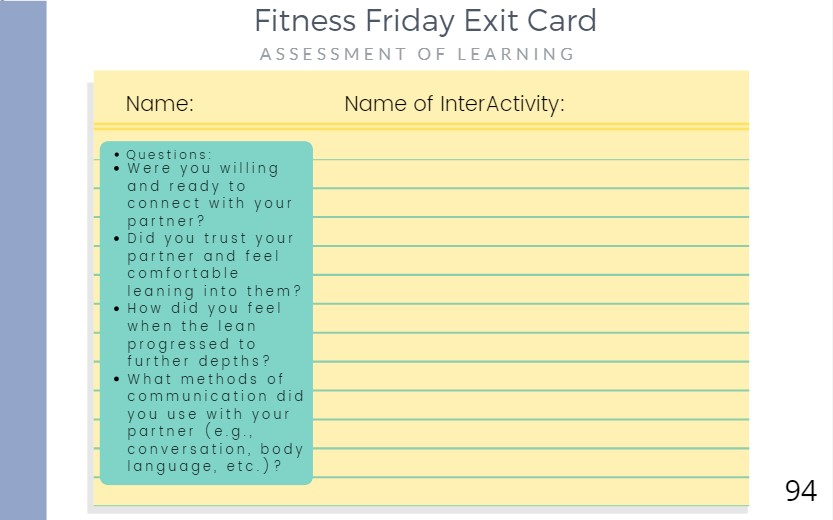 Fitness Friday Exit Card
ASSESSMENT OF LEARNING
Name: Name of InterActivity:
• Questions:
• Were you willing
and ready to
connect with your
partner?
• Did you trust your
partner and feel
comfortable
leaning into them?
• How did you feel
when the lean
progressed to
further depths?
• What methods of
communication did
you use with your
partner (e.g.,
conversation, body
language, etc.)?
94